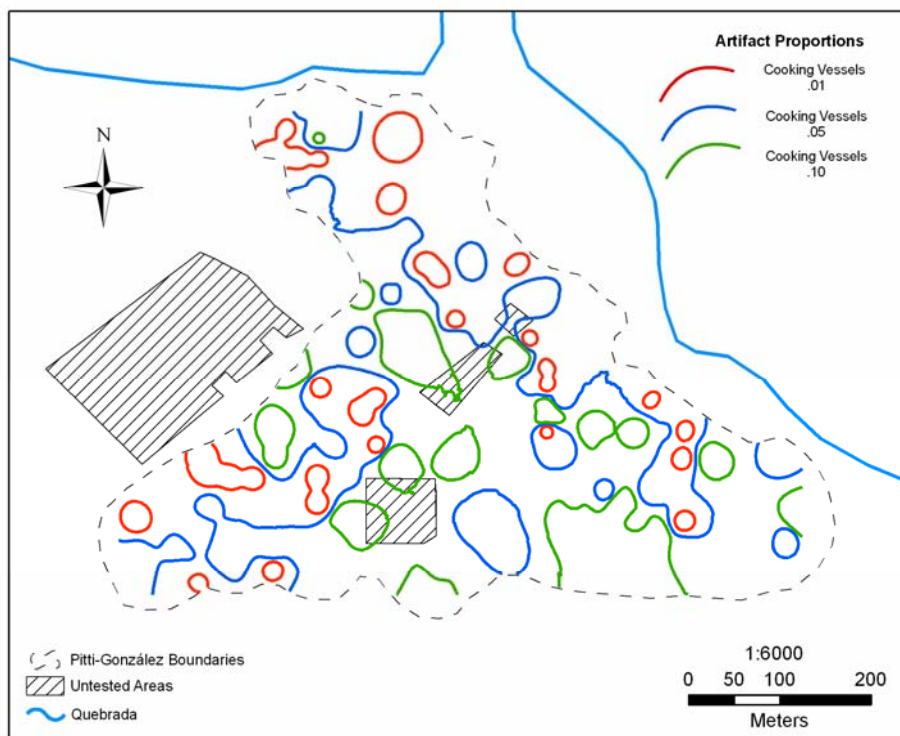 Artifact Proportions
Cooking Vessels
.01
Cooking Vessels
.05
Cooking Vessels
.10
N
Pitti-González Boundaries
Untested Areas
Quebrada
1:6000
0 50 100 200
Meters